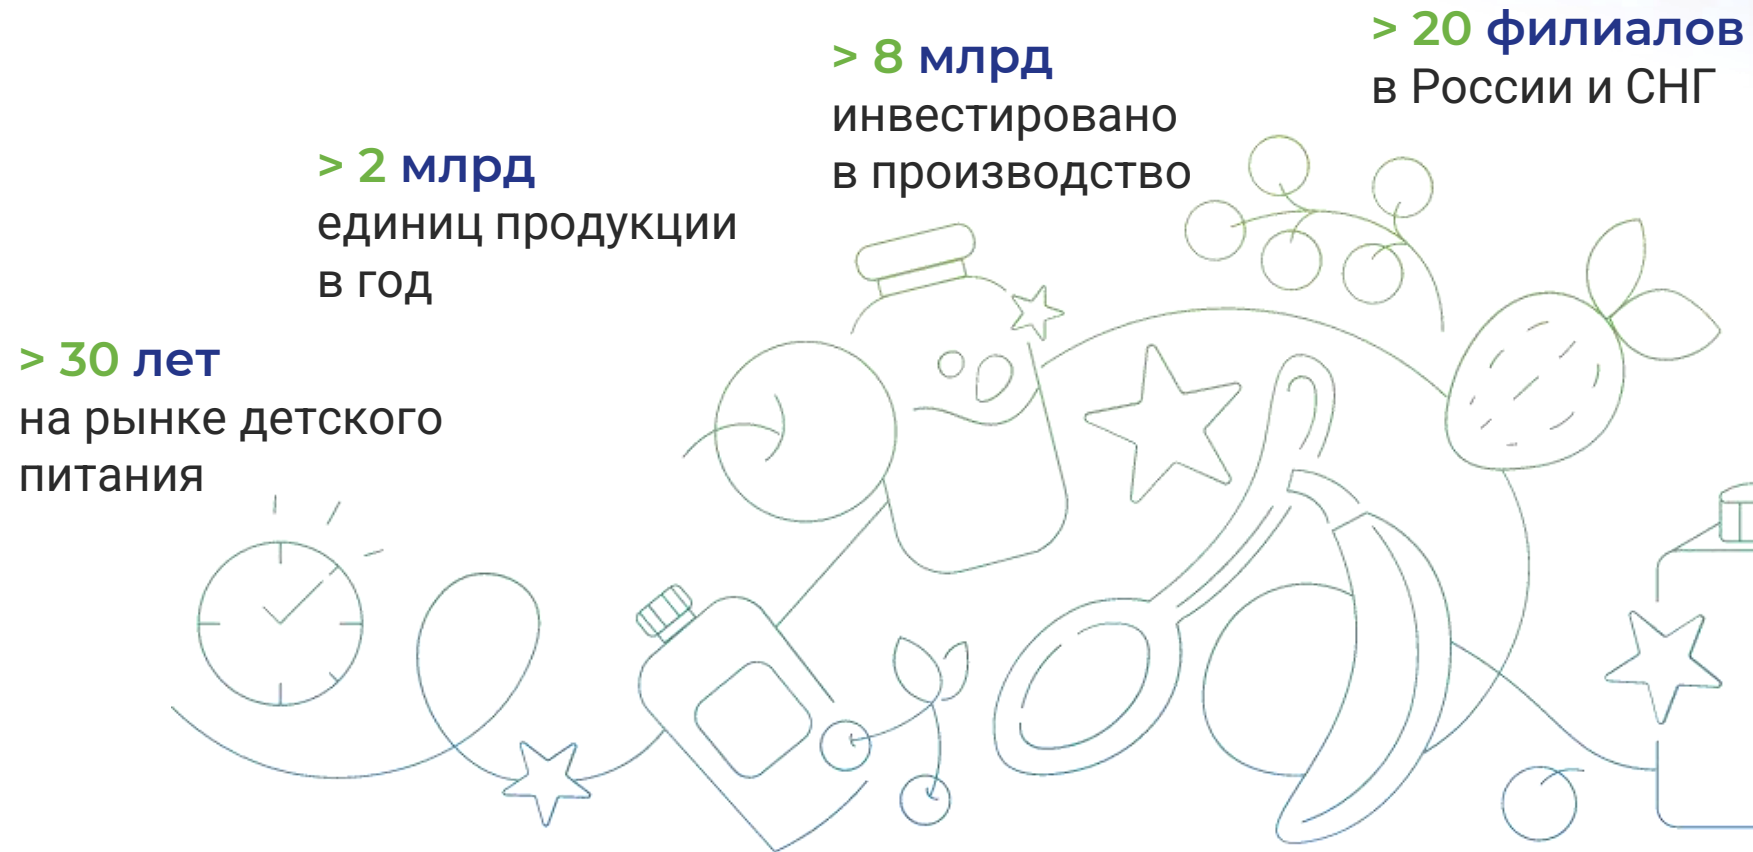 > 30 лет
на рынке детского
питания
> 2 млрд
единиц продукции
в год
> 8 млрд
инвестировано
в производство
> 20 филиалов
в России и СНГ